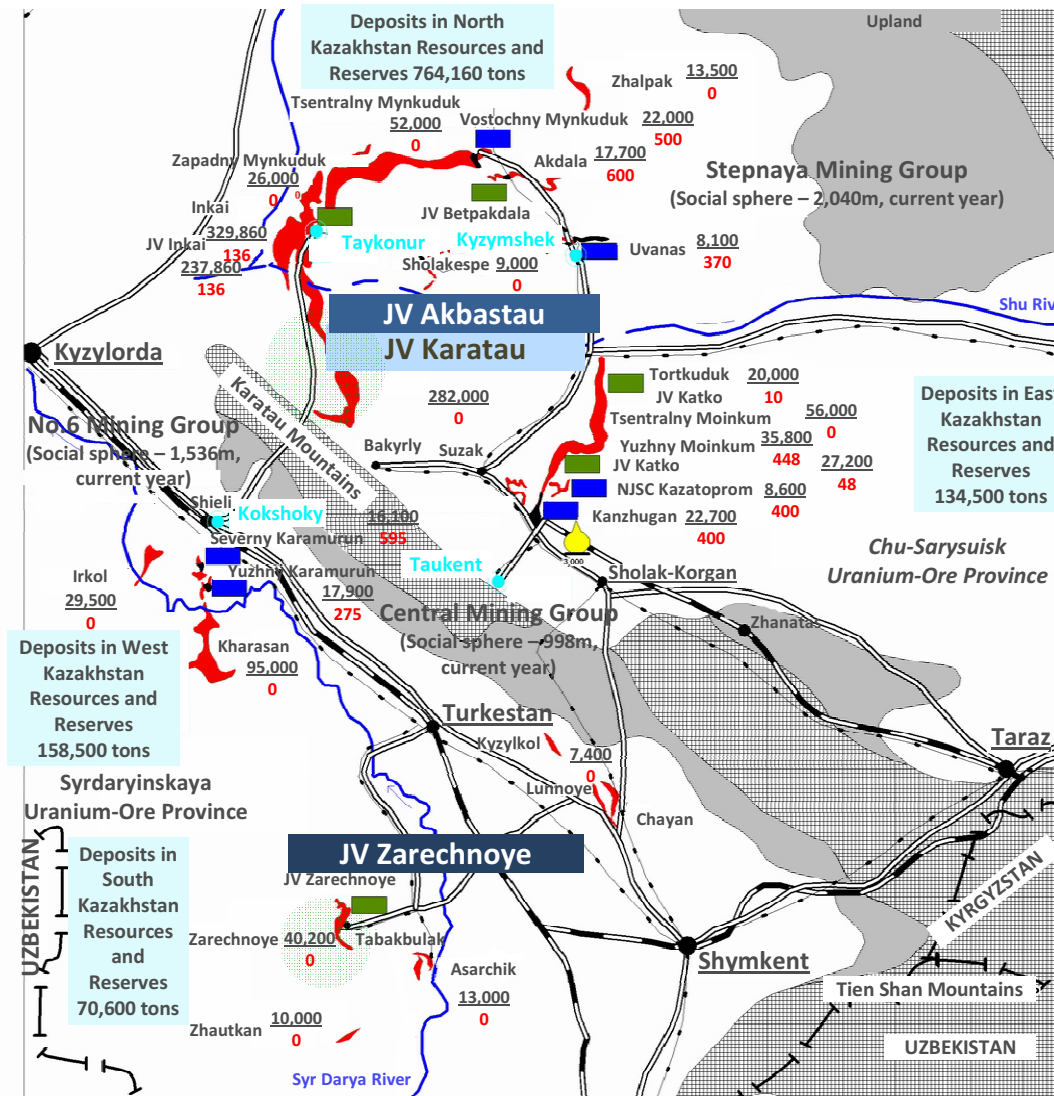 Deposits in North
Kazakhstan Resources and
Reserves 764,160 tons
Upland
Zhalpak 13,500
0
Tsentralny Mynkuduk
52,000
0
Vostochny Mynkuduk 22,000
500
Akdala 17,700
600
Zapadny Mynkuduk
26,000
0
0
Stepnaya Mining Group
(Social sphere – 2,040m, current year)
Inkai
329,860
136
JV Inkai
237,860
136
JV Betpakdala
Taykonur
Kyzymshek
Uvanas 8,100
370
Sholakespe 9,000
0
Shu Riv
JV Akbastau
JV Karatau
Kyzylorda
282,000
0
Tortkuduk 20,000
JV Katko 10
Tsentralny Moinkum 56,000
0
Yuzhny Moinkum 35,800
448
JV Katko 27,200
48
NJSC Kazatoprom 8,600
400
Kanzhugan 22,700
400
3,000
Deposits in East
Kazakhstan
Resources and
Reserves
134,500 tons
Karatau Mountains
No.6 Mining Group
(Social sphere – 1,536m,
current year)
Bakyrly
Suzak
Shieli
Kokshoky
16,100
595
Severny Karamurun
Yuzhny Karamurun
17,900
275
Taukent
Sholak-Korgan
Chu-Sarysuisk
Uranium-Ore Province
Irkol
29,500
0
Central Mining Group
(Social sphere – 998m,
current year)
Zhanatas
Kharasan
95,000
0
Deposits in West
Kazakhstan
Resources and
Reserves
158,500 tons
Turkestan
Kyzylkol
7,400
0
Lunnoye
Chayan
Taraz
Syrdaryinskaya
Uranium-Ore Province
UZBEKISTAN
Deposits in
South
Kazakhstan
Resources
and
Reserves
70,600 tons
JV Zarechnoye
JV Zarechnoye
Zarechnoye 40,200
0
Tabakbulak
Asarchik
13,000
0
Zhautkan 10,000
0
Syr Darya River
Shymkent
KYRGYZSTAN
Tien Shan Mountains
UZBEKISTAN